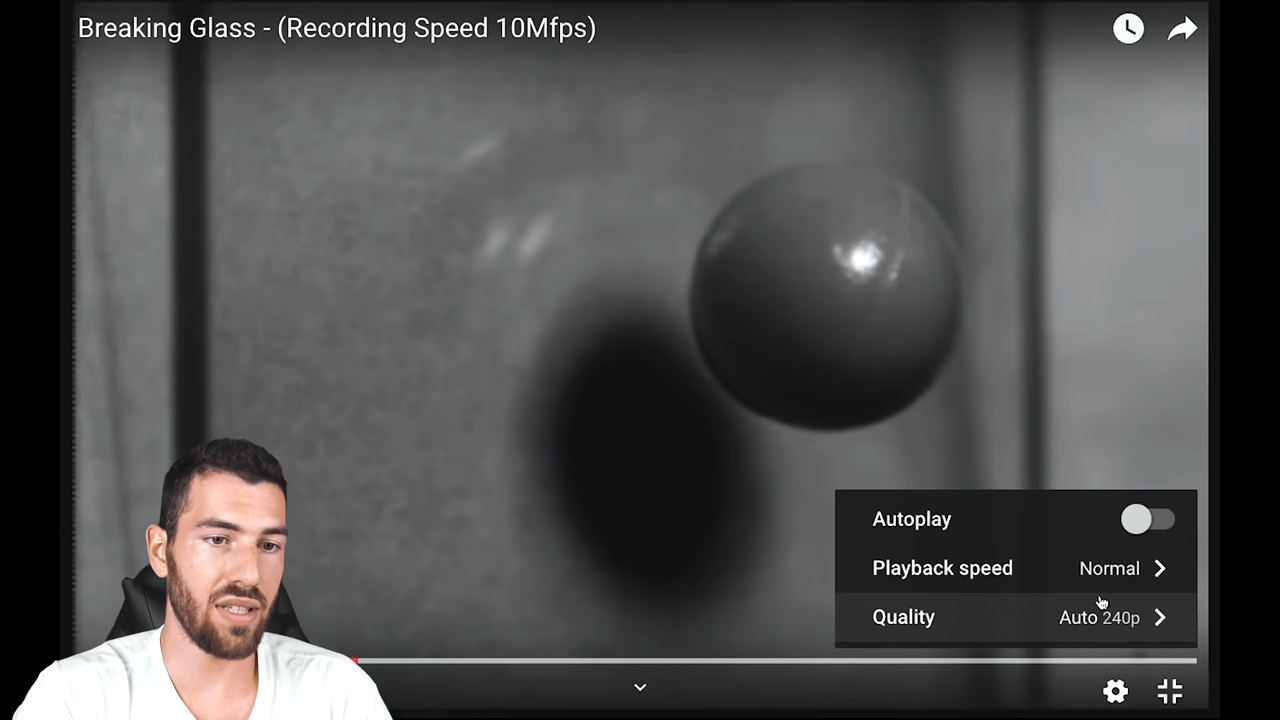 Breaking Glass - (Recording Speed 10Mfps)
Autoplay
Playback speed Normal
Quality Auto 240p